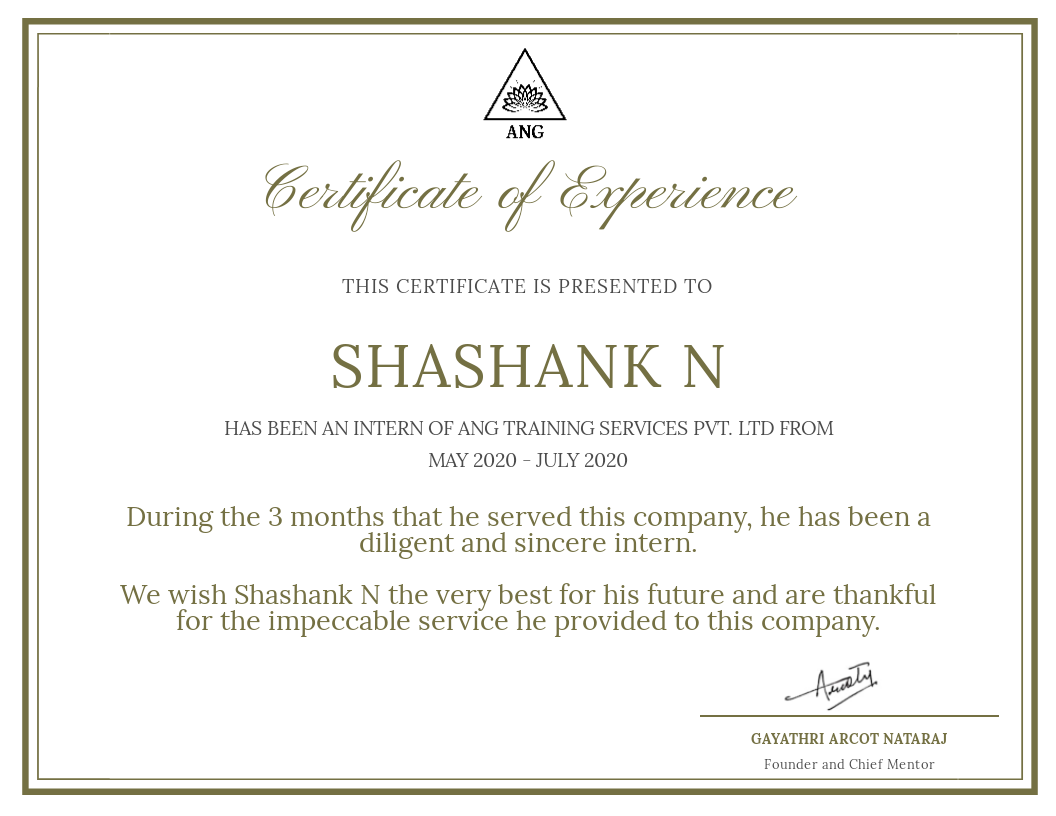 ANG
Certificate of Experience
THIS CERTIFICATE IS PRESENTED TO
SHASHANK N
HAS BEEN AN INTERN OF ANG TRAINING SERVICES PVT. LTD FROM
MAY 2020 - JULY 2020
During the 3 months that he served this company, he has been a
diligent and sincere intern.
We wish Shashank N the very best for his future and are thankful
for the impeccable service he provided to this company.
GAYATHRI ARCOT NATARAJ
Founder and Chief Mentor